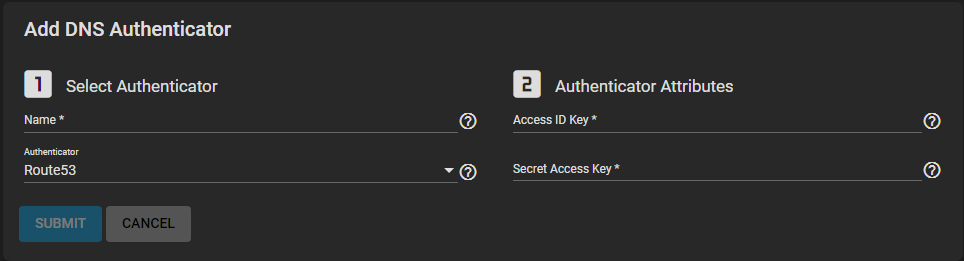 Add DNS Authenticator
1 Select Authenticator
Name *
Authenticator
Route53
SUBMIT CANCEL
2 Authenticator Attributes
Access ID Key *
Secret Access Key *